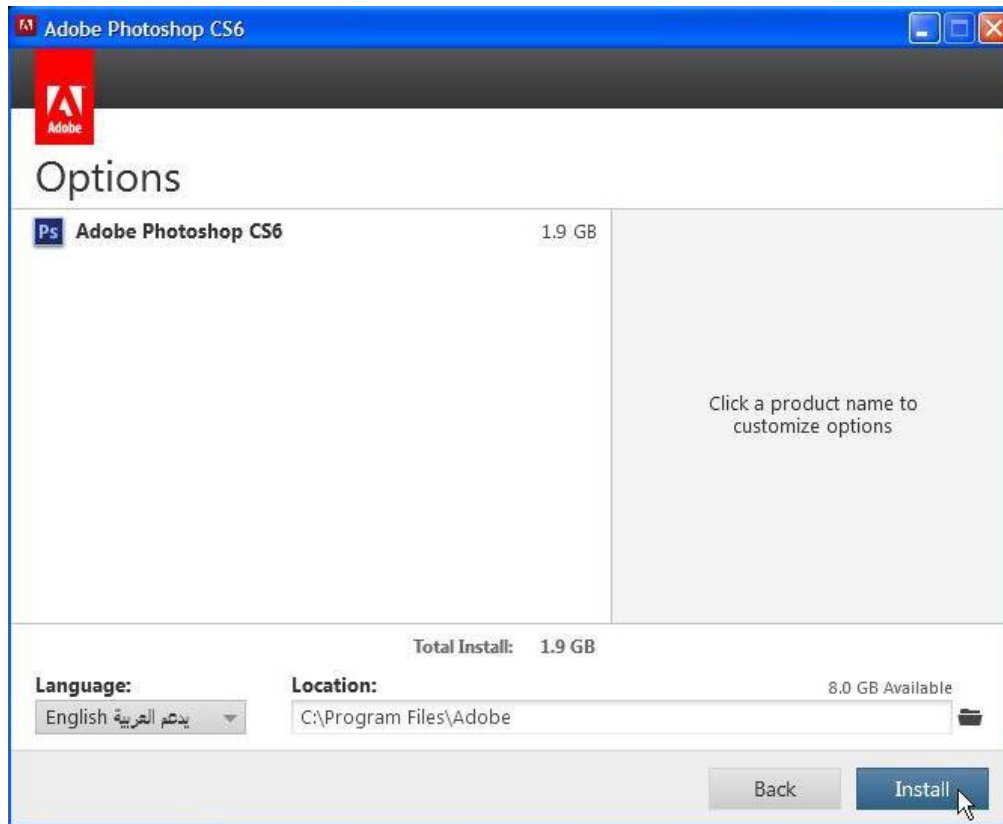 Adobe Photoshop CS6
Adobe
Options
Ps Adobe Photoshop CS6 1.9 GB
Click a product name to
customize options
Total Install: 1.9 GB
Language: Location: 8.0 GB Available
English يدعم العربية C:\Program Files\Adobe
Back Install